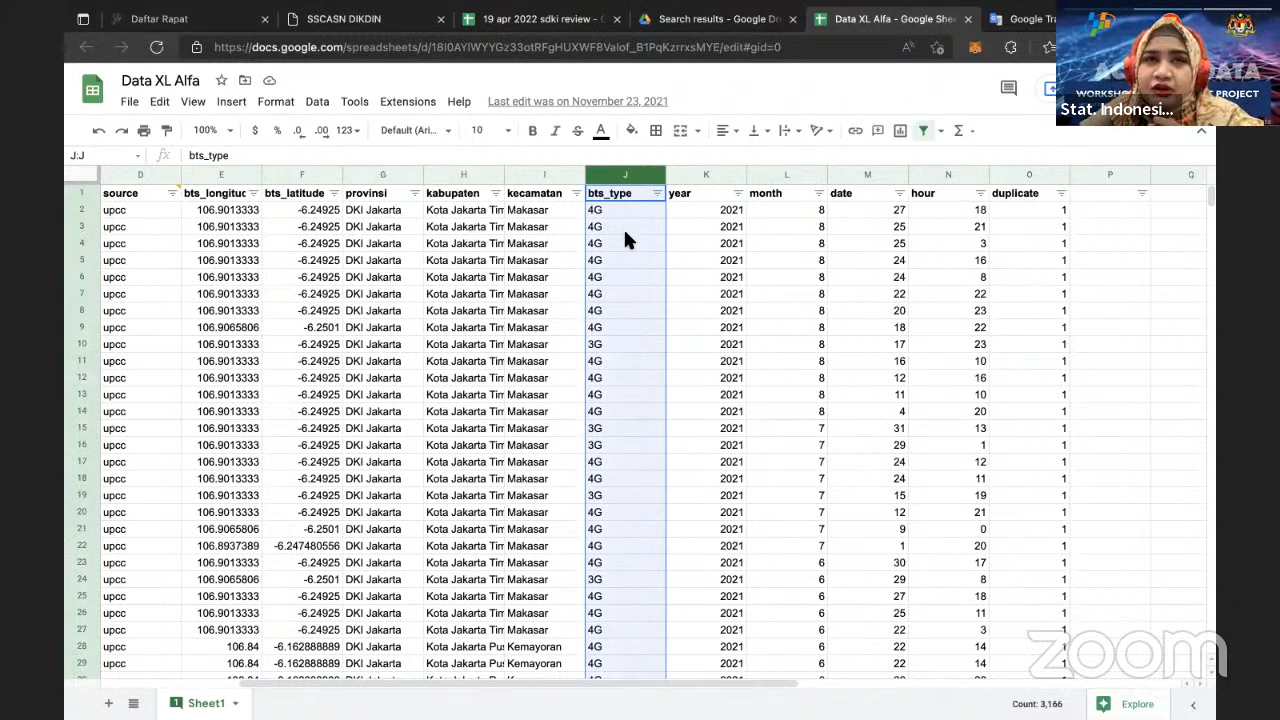 Daftar Rapat SSCASN DIKDIN 19 apr 2022 - review - G Search results - Google Drive Data XL Alfa - Google Sheets Google Tra
https://docs.google.com/spreadsheets/d/
/edit#gid=0
Data XL Alfa
File Edit View Insert Format Data Tools Extensions Help Last edit was on November 23, 2021
100% $ % .0 .00 123 Default (Ari... 10 B I S A
WORKSHOP PROJECT
Stat. Indonesi...
J:J fx bts_type
D E F G H I J K L M N O P Q
1 source bts_longituc bts_latitude provinsi kabupaten kecamatan bts_type year month date hour duplicate
2 upcc 106.9013333 -6.24925 DKI Jakarta Kota Jakarta Tim Makasar 4G 2021 8 27 18 1
3 upcc 106.9013333 -6.24925 DKI Jakarta Kota Jakarta Tim Makasar 4G 2021 8 25 21 1
4 upcc 106.9013333 -6.24925 DKI Jakarta Kota Jakarta Tim Makasar 4G 2021 8 25 3 1
5 upcc 106.9013333 -6.24925 DKI Jakarta Kota Jakarta Tim Makasar 4G 2021 8 24 16 1
6 upcc 106.9013333 -6.24925 DKI Jakarta Kota Jakarta Tim Makasar 4G 2021 8 24 8 1
7 upcc 106.9013333 -6.24925 DKI Jakarta Kota Jakarta Tim Makasar 4G 2021 8 22 22 1
8 upcc 106.9013333 -6.24925 DKI Jakarta Kota Jakarta Tim Makasar 4G 2021 8 20 23 1
9 upcc 106.9065806 -6.2501 DKI Jakarta Kota Jakarta Tim Makasar 4G 2021 8 18 22 1
10 upcc 106.9013333 -6.24925 DKI Jakarta Kota Jakarta Tim Makasar 3G 2021 8 17 23 1
11 upcc 106.9013333 -6.24925 DKI Jakarta Kota Jakarta Tim Makasar 4G 2021 8 16 10 1
12 upcc 106.9013333 -6.24925 DKI Jakarta Kota Jakarta Tim Makasar 4G 2021 8 12 16 1
13 upcc 106.9013333 -6.24925 DKI Jakarta Kota Jakarta Tim Makasar 4G 2021 8 11 10 1
14 upcc 106.9013333 -6.24925 DKI Jakarta Kota Jakarta Tim Makasar 4G 2021 8 4 20 1
15 upcc 106.9013333 -6.24925 DKI Jakarta Kota Jakarta Tim Makasar 3G 2021 7 31 13 1
16 upcc 106.9013333 -6.24925 DKI Jakarta Kota Jakarta Tim Makasar 3G 2021 7 29 1 1
17 upcc 106.9013333 -6.24925 DKI Jakarta Kota Jakarta Tim Makasar 4G 2021 7 24 12 1
18 upcc 106.9013333 -6.24925 DKI Jakarta Kota Jakarta Tim Makasar 4G 2021 7 24 11 1
19 upcc 106.9013333 -6.24925 DKI Jakarta Kota Jakarta Tim Makasar 3G 2021 7 15 19 1
20 upcc 106.9013333 -6.24925 DKI Jakarta Kota Jakarta Tim Makasar 4G 2021 7 12 21 1
21 upcc 106.9065806 -6.2501 DKI Jakarta Kota Jakarta Tim Makasar 4G 2021 7 9 0 1
22 upcc 106.8937389 -6.247480556 DKI Jakarta Kota Jakarta Tim Makasar 4G 2021 7 1 20 1
23 upcc 106.9013333 -6.24925 DKI Jakarta Kota Jakarta Tim Makasar 4G 2021 6 30 17 1
24 upcc 106.9065806 -6.2501 DKI Jakarta Kota Jakarta Tim Makasar 3G 2021 6 29 8 1
25 upcc 106.9013333 -6.24925 DKI Jakarta Kota Jakarta Tim Makasar 4G 2021 6 27 18 1
26 upcc 106.9013333 -6.24925 DKI Jakarta Kota Jakarta Tim Makasar 4G 2021 6 25 11 1
27 upcc 106.9013333 -6.24925 DKI Jakarta Kota Jakarta Tim Makasar 4G 2021 6 22 3 1
28 upcc 106.84 -6.162888889 DKI Jakarta Kota Jakarta Pus Kemayoran 4G 2021 6 22 14 1
29 upcc 106.84 -6.162888889 DKI Jakarta Kota Jakarta Pus Kemayoran 4G 2021 6 22 14 1
zoom
1 Sheet1 Count: 3,166 Explore